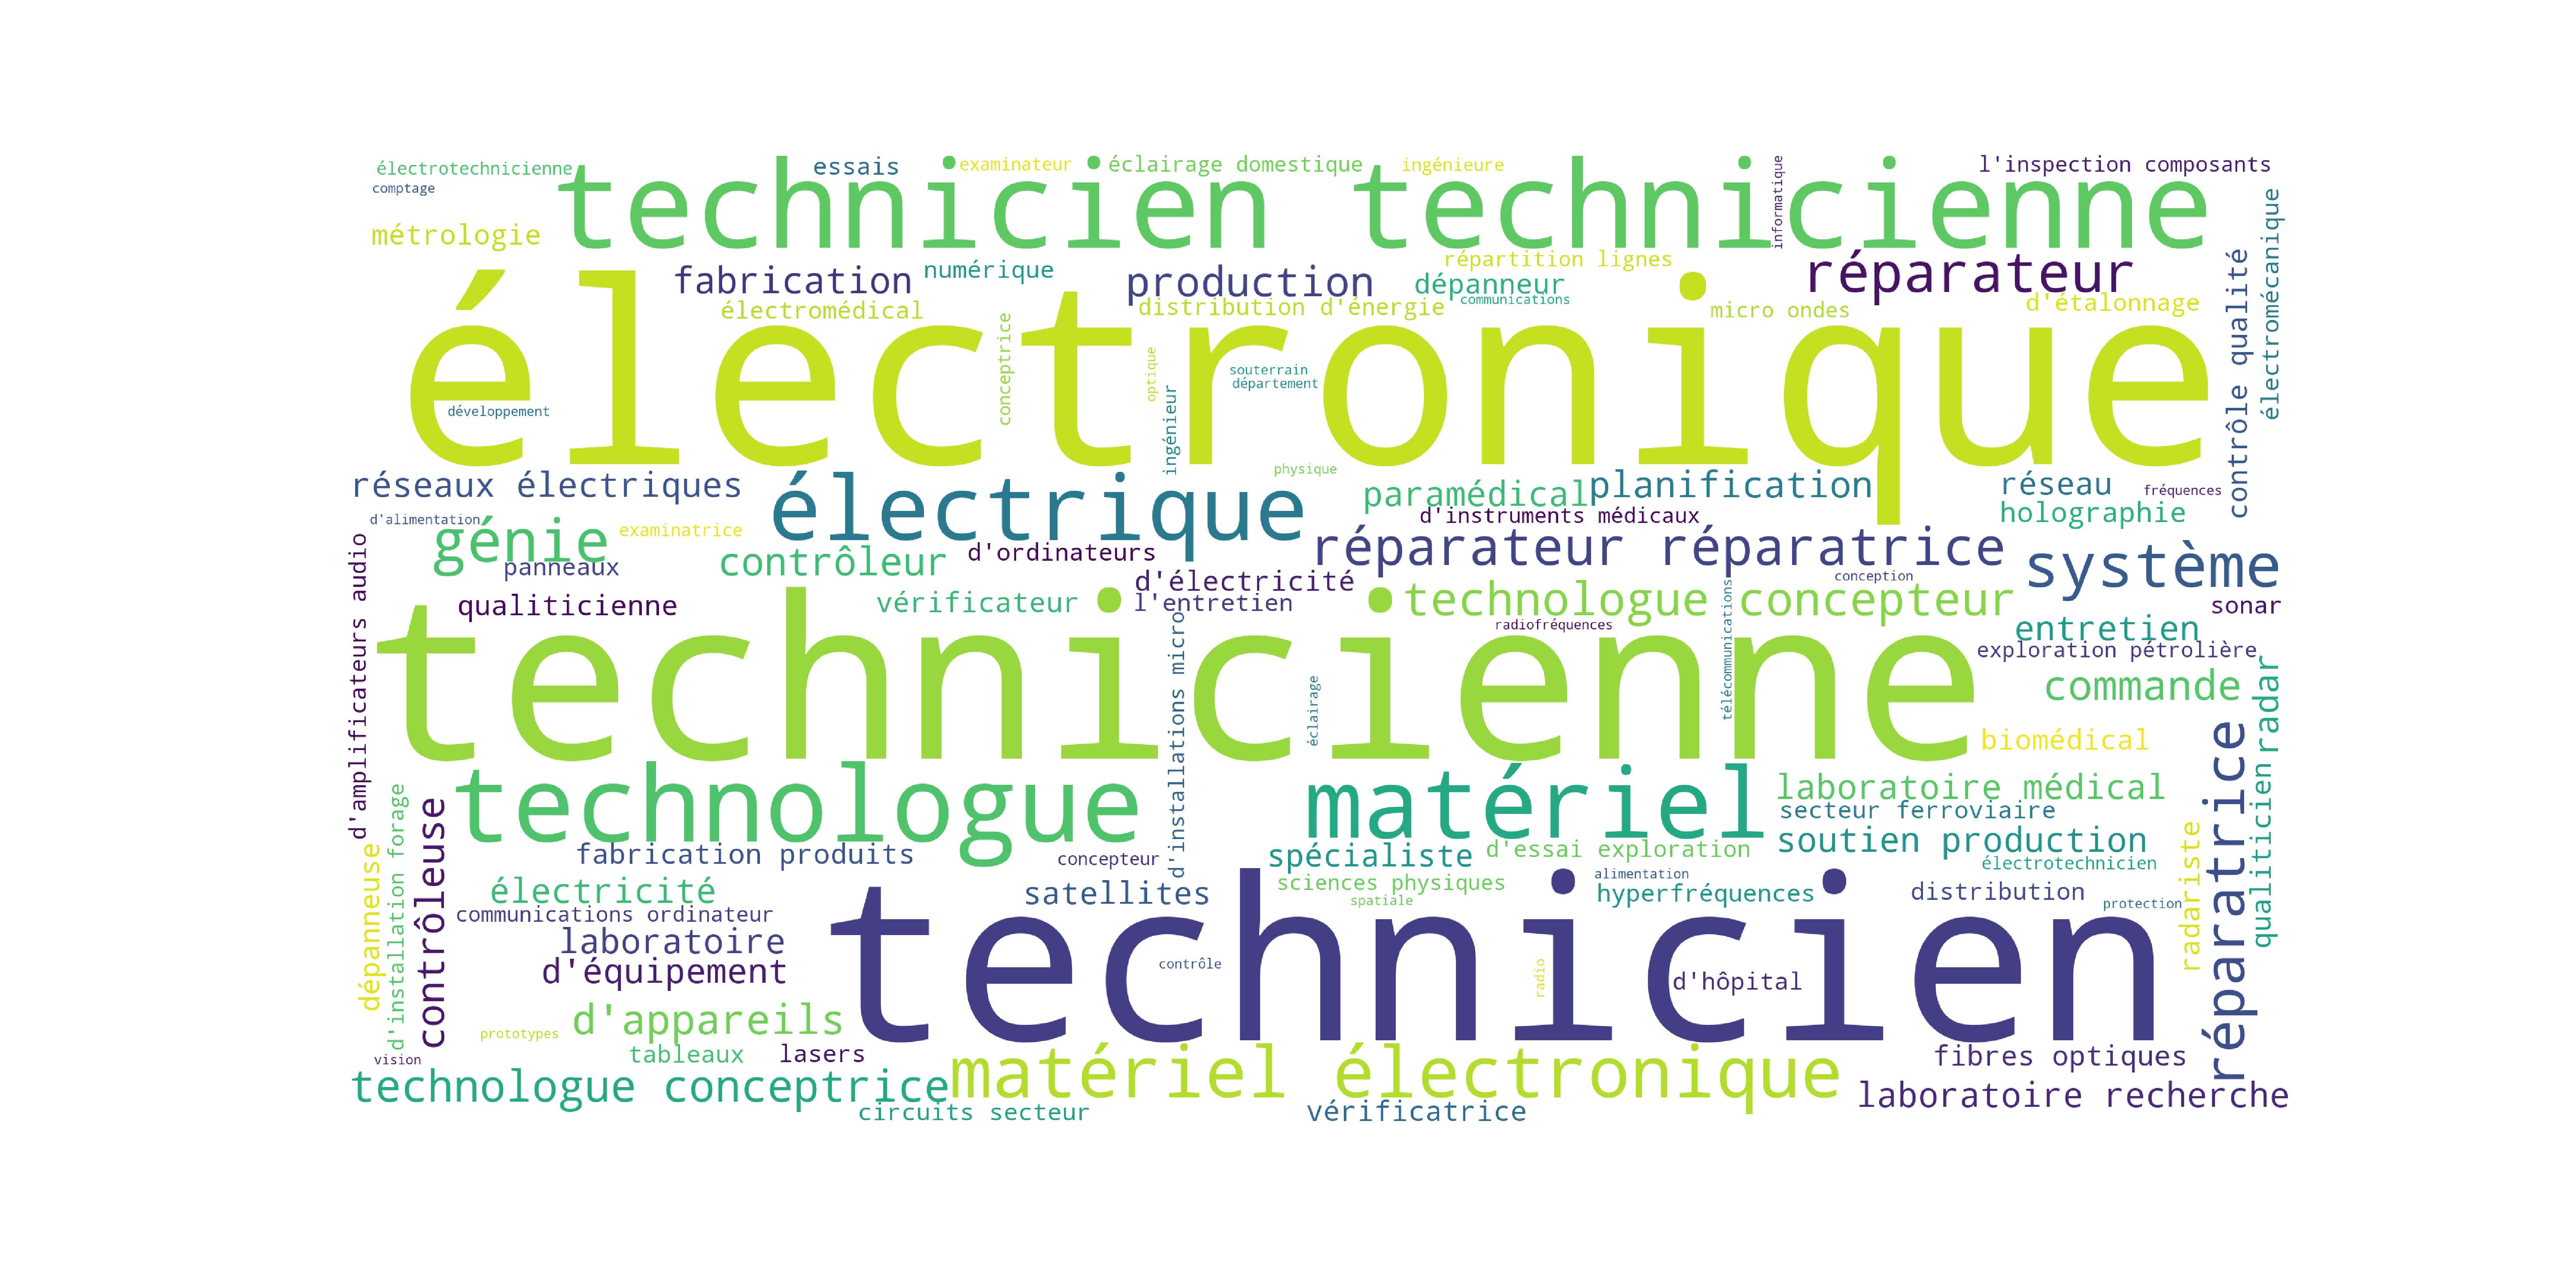 électrotechnicienne
essais
examinateur
éclairage domestique
ingénieure
informatique
l'inspection composants
comptage
technicien technicienne
métrologie
fabrication
numérique
production
répartition lignes
dépanneur
réparateur
contrôle qualité
électromécanique
électromédical
distribution d'énergie
communications
micro ondes
d'étalonnage
électronique
conceptrice
optique
souterrain
département
ingénieur
développement
physique
réseaux électriques
électrique
paramédical
planification
réseau
fréquences
d'alimentation
génie
examinatrice
d'instruments médicaux
holographie
panneaux
contrôleur
d'ordinateurs
réparateur réparatrice
système
d'électricité
conception
qualiticienne
vérificateur
l'entretien
technologue concepteur
sonar
d'amplificateurs audio
radiofréquences
télécommunications
entretien
technicienne
exploration pétrolière
d'installations micro
éclairage
commande
radar
biomédical
technologue
matériel
laboratoire médical
réparatrice
qualiticien
secteur ferroviaire
d'installation forage
contrôleuse
dépanneuse
fabrication produits
concepteur
spécialiste
d'essai exploration
soutien production
radariste
électrotechnicien
électricité
satellites
sciences physiques
alimentation
hyperfréquences
distribution
communications ordinateur
spatiale
protection
laboratoire
technicien
d'équipement
contrôle
radio
d'hôpital
prototypes
d'appareils
vision
tableaux
lasers
matériel électronique
fibres optiques
technologue conceptrice
laboratoire recherche
circuits secteur
vérificatrice